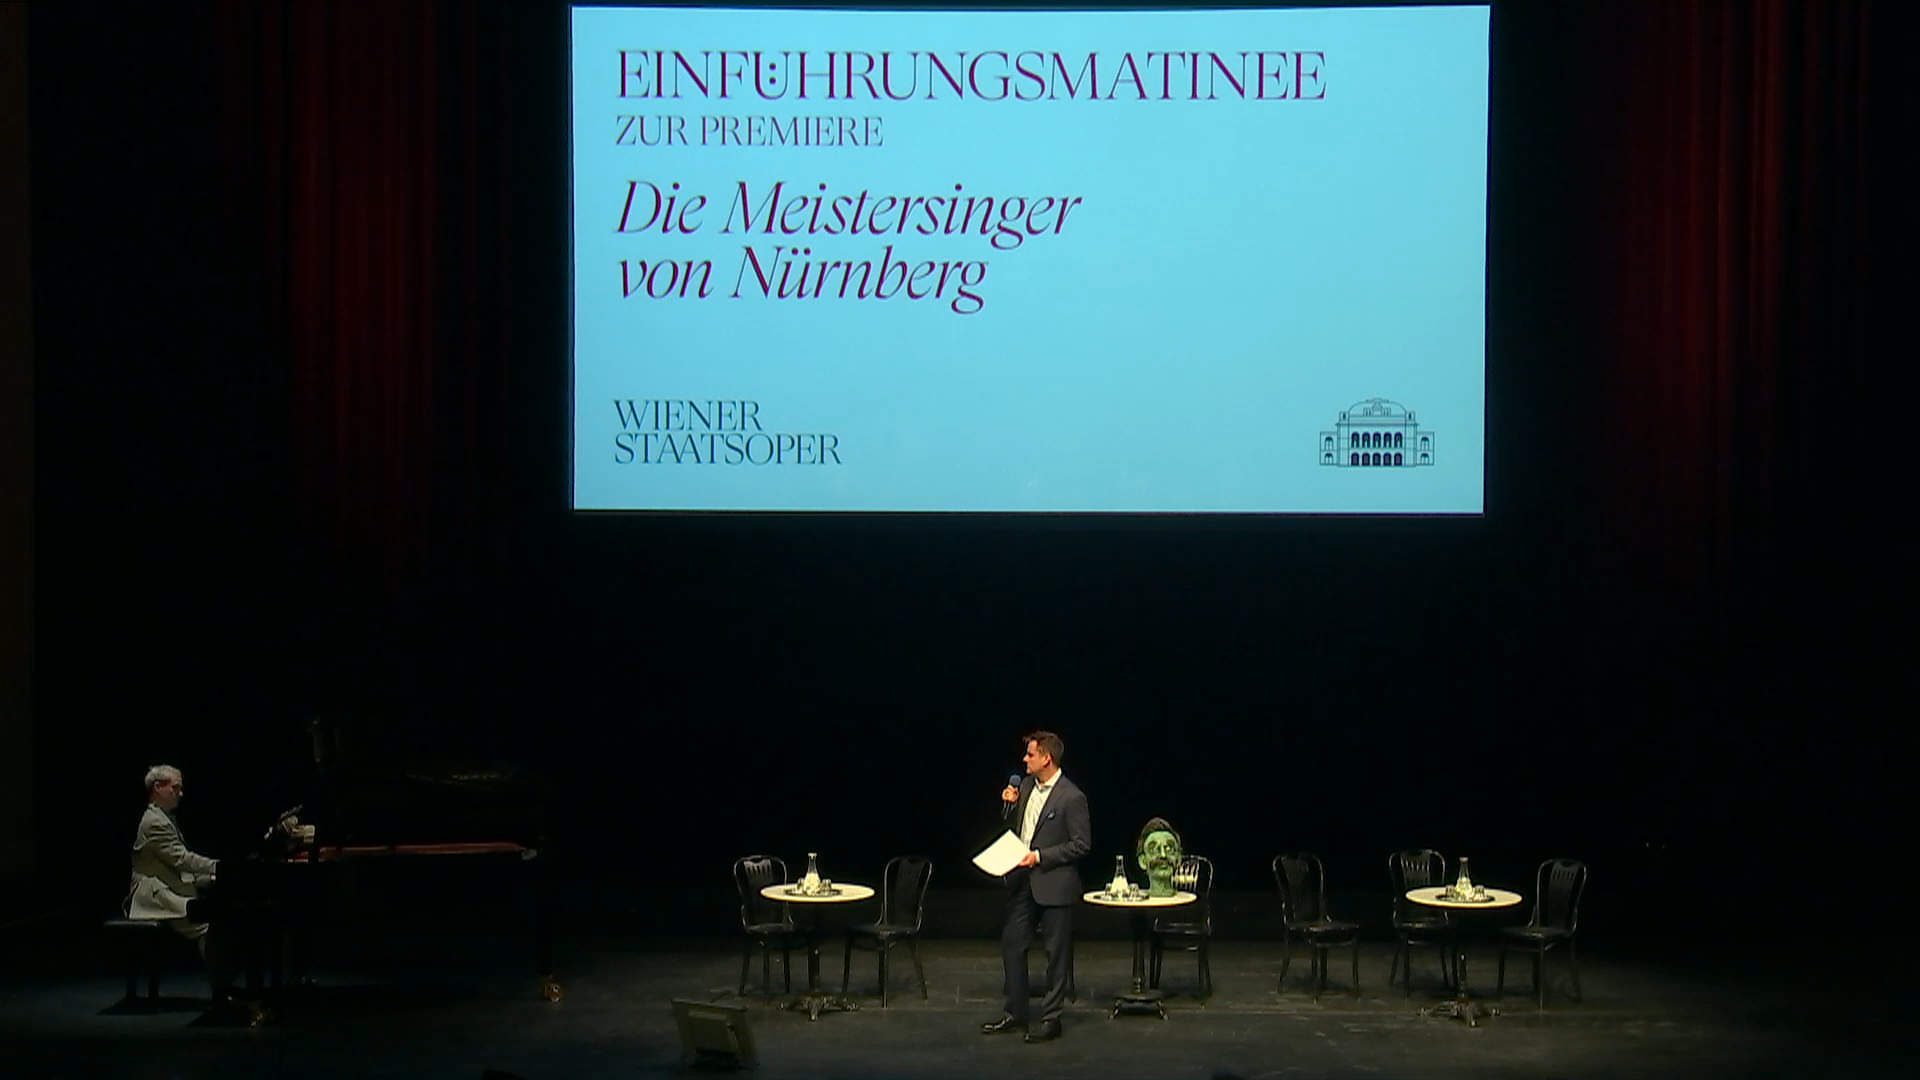 EINFÜHRUNGSMATINEE
ZUR PREMIERE
Die Meistersinger
von Nürnberg
WIENER
STAATSOPER